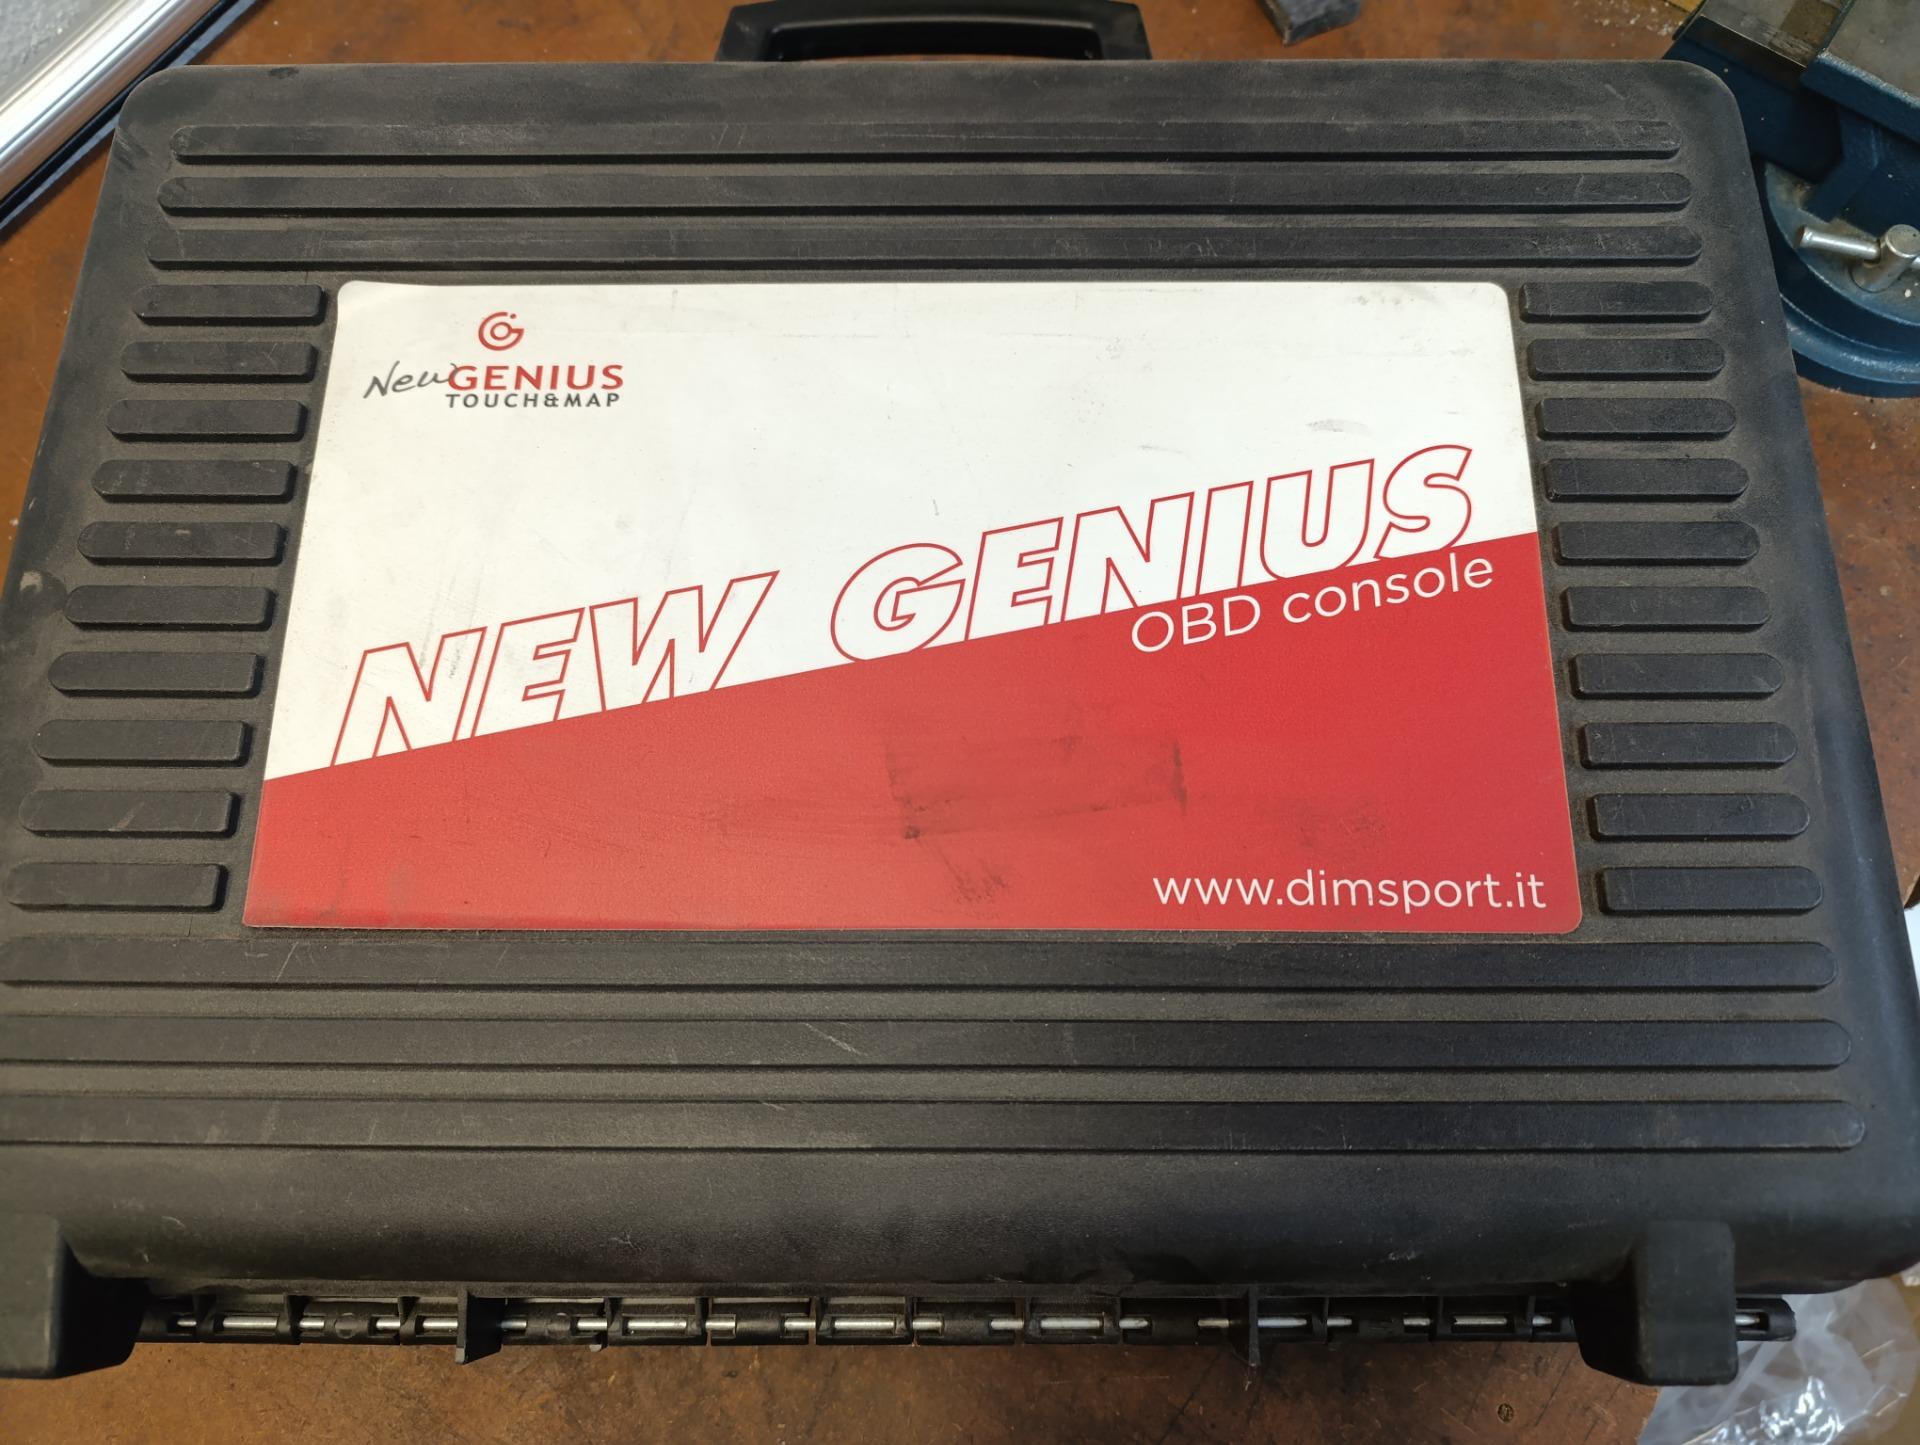 New GENIUS
TOUCH&MAP
NEW GENIUS
OBD console
www.dimsport.it